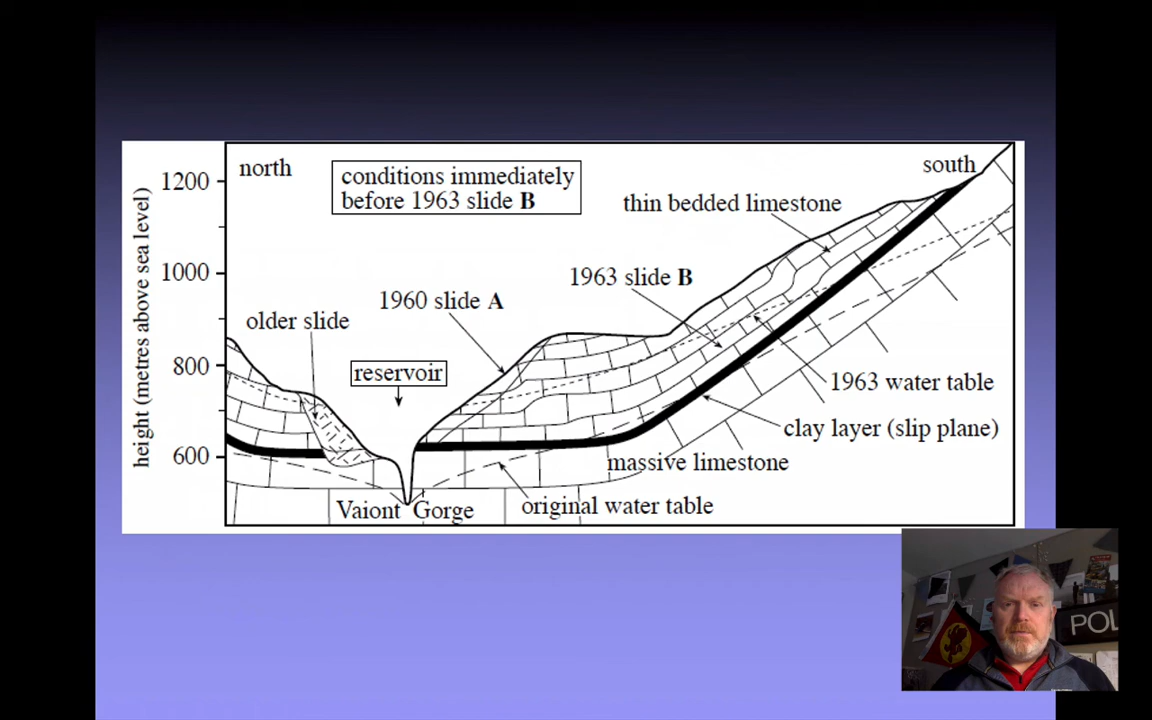 north
south
conditions immediately
before 1963 slide B
1200
1000
800
600
height (metres above sea level)
thin bedded limestone
1963 slide B
1960 slide A
older slide
reservoir
1963 water table
clay layer (slip plane)
massive limestone
original water table
Vaiont Gorge
POL